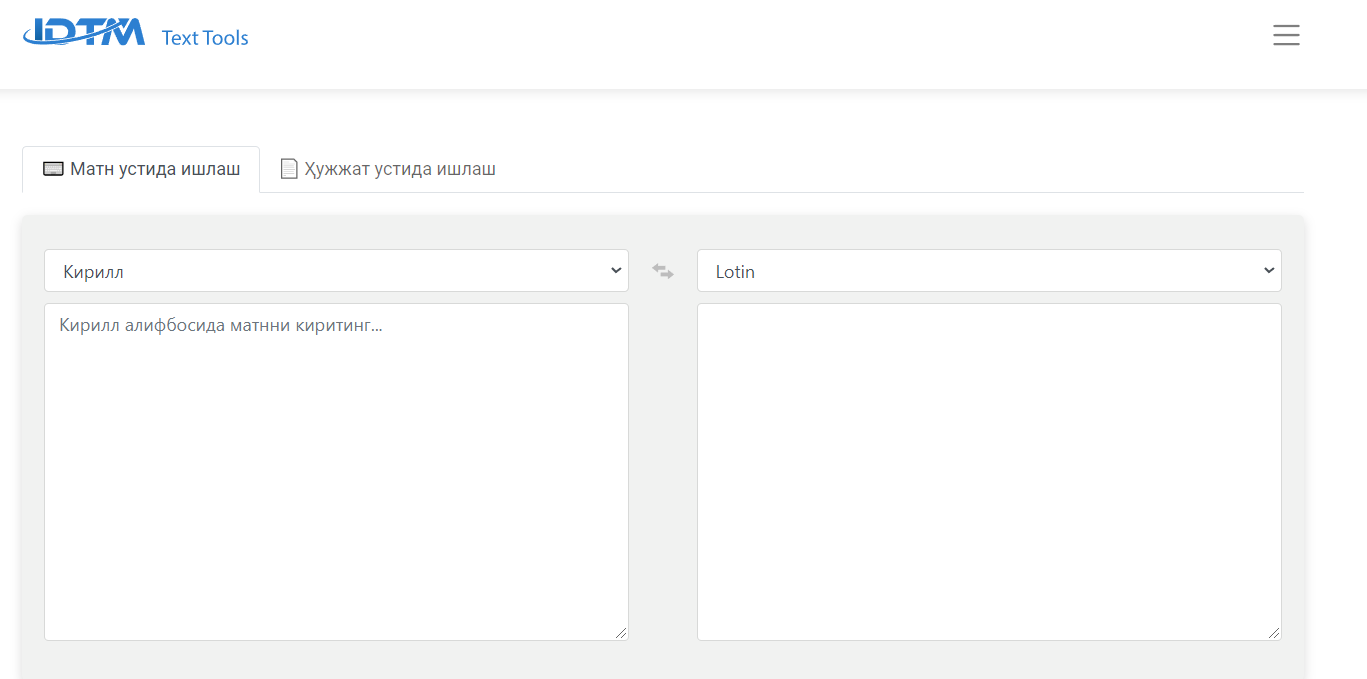 IDTM Text Tools
Матн устида ишлаш Ҳужжат устида ишлаш
Кирилл Lotin
Кирилл алифбосида матнни киритинг...